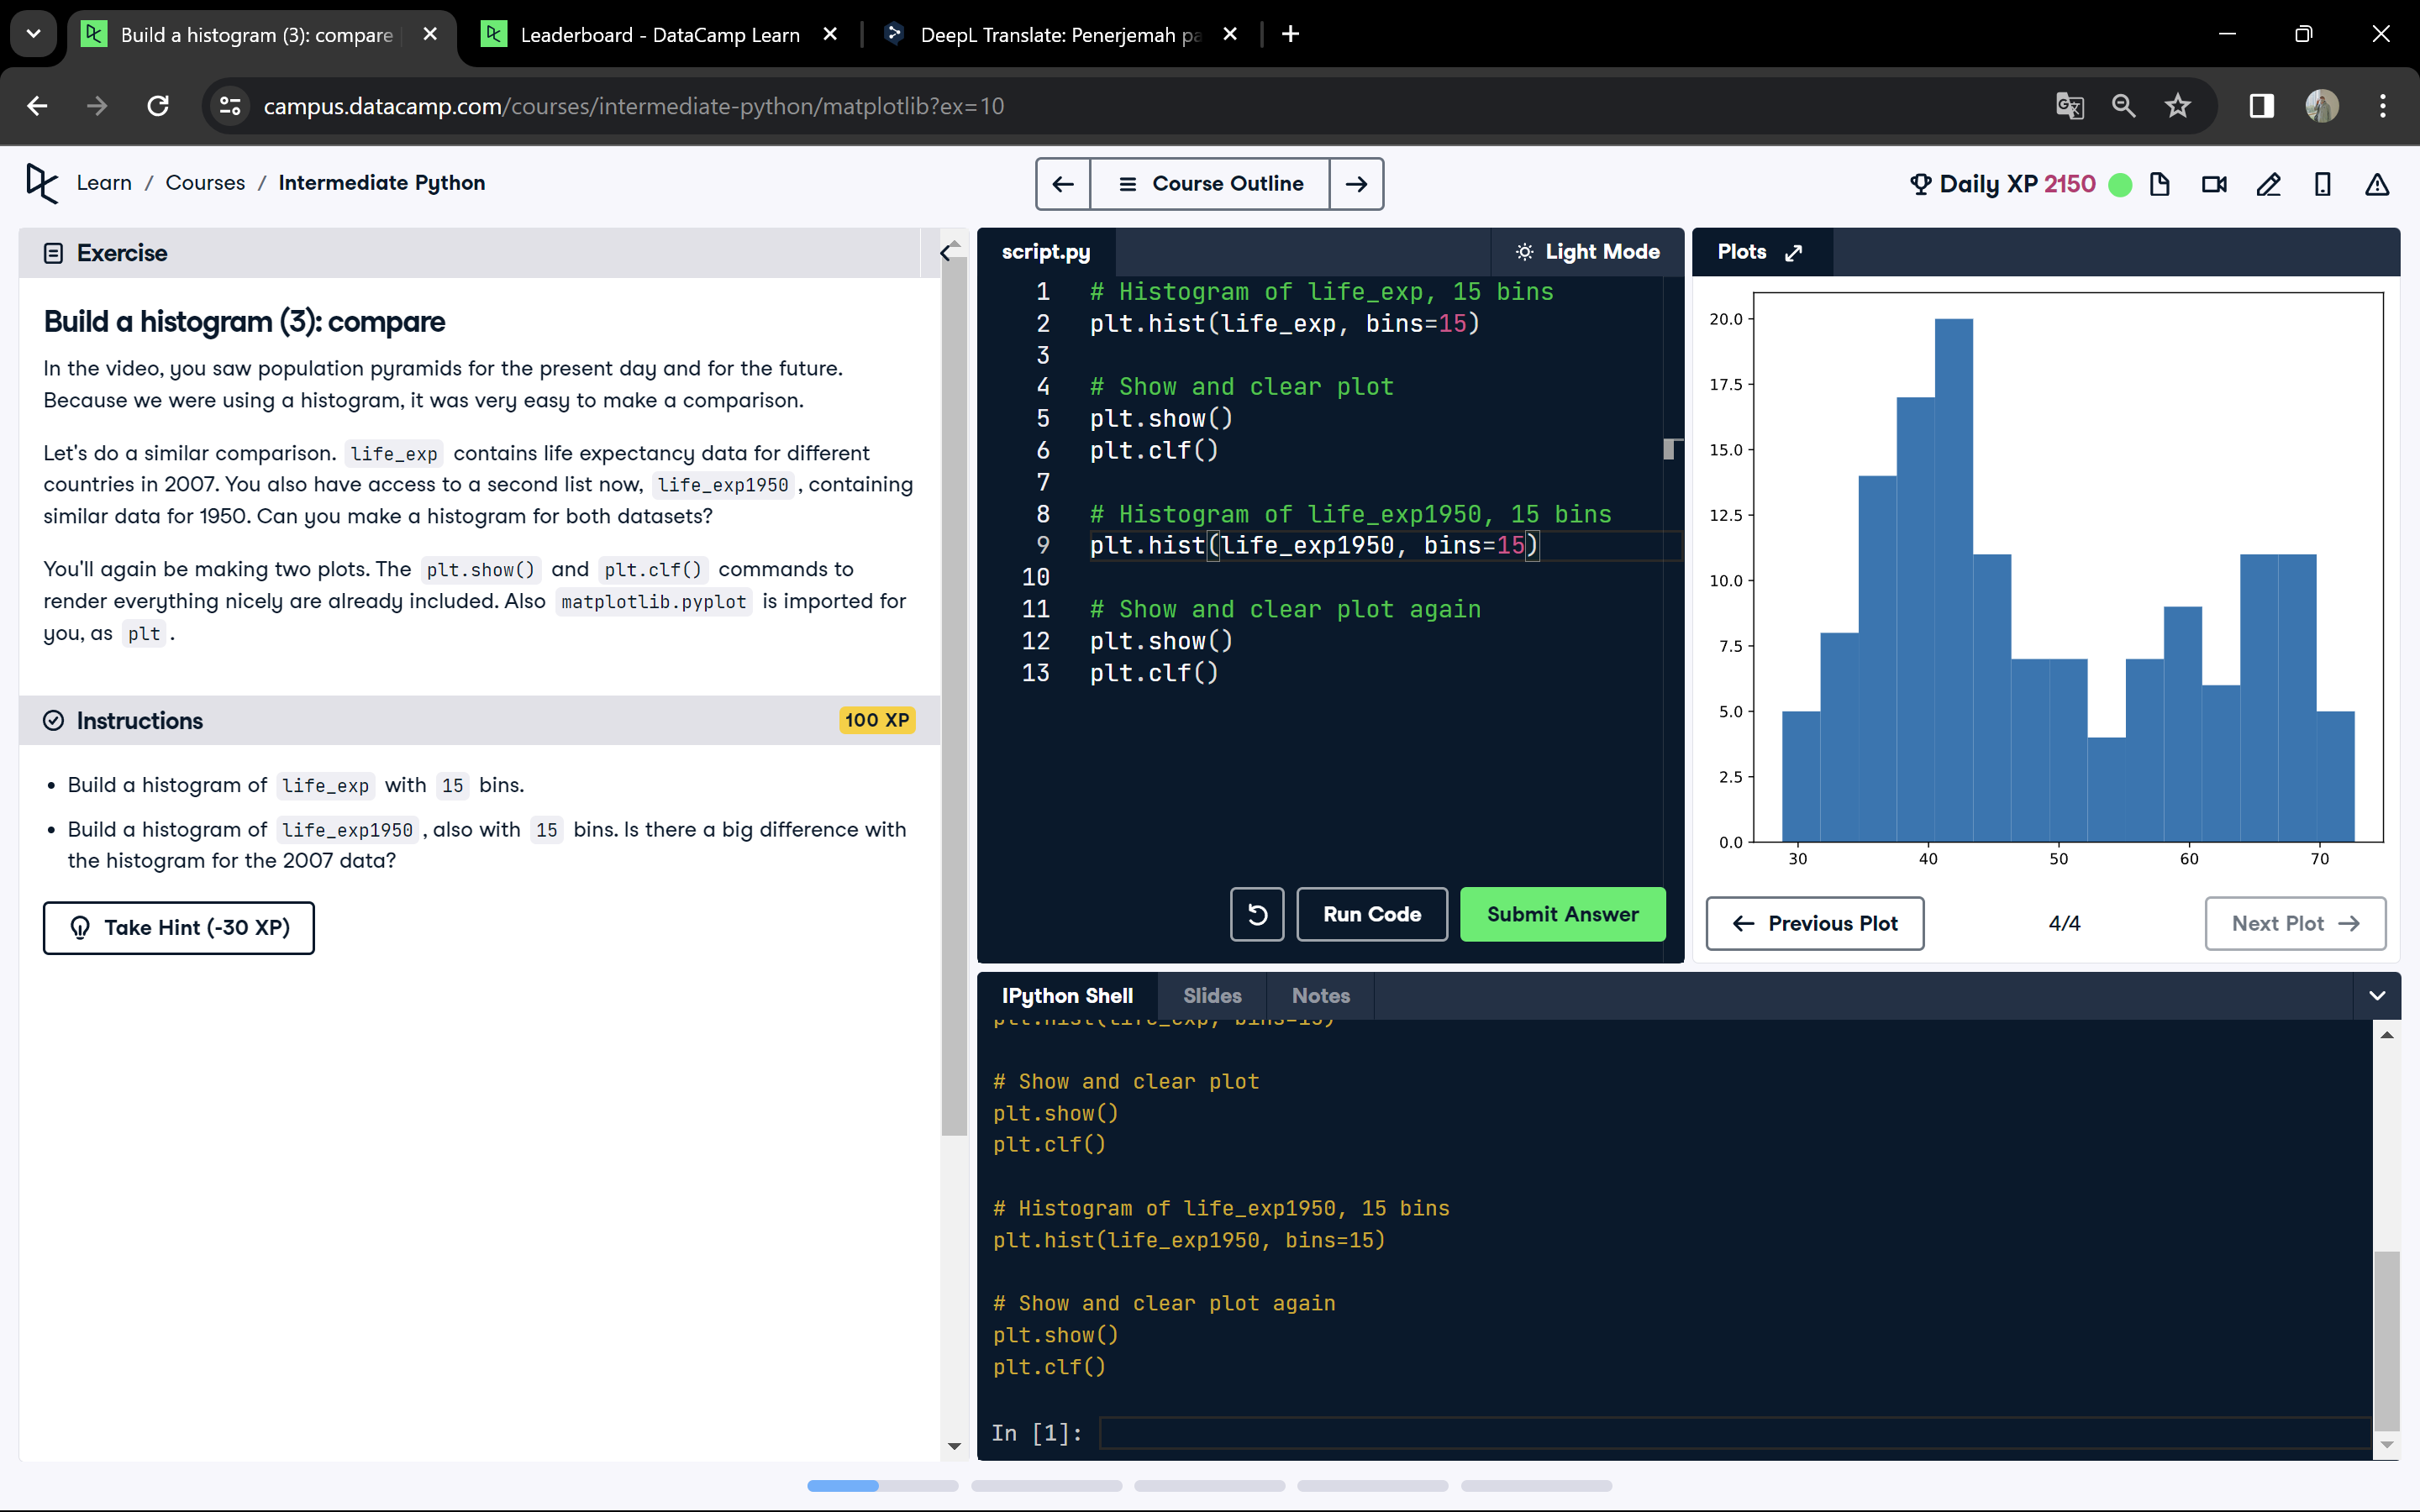 Build a histogram (3): compare
Leaderboard - DataCamp Learn
DeepL Translate: Penerjemah pa
campus.datacamp.com/courses/intermediate-python/matplotlib?ex=10
Learn / Courses / Intermediate Python
Course Outline
Daily XP 2150
Exercise
Build a histogram (3): compare
In the video, you saw population pyramids for the present day and for the future.
Because we were using a histogram, it was very easy to make a comparison.
Let's do a similar comparison. life_exp contains life expectancy data for different
countries in 2007. You also have access to a second list now, life_exp1950, containing
similar data for 1950. Can you make a histogram for both datasets?
You'll again be making two plots. The plt.show() and plt.clf() commands to
render everything nicely are already included. Also matplotlib.pyplot is imported for
you, as plt.
Instructions
100 XP
• Build a histogram of life_exp with 15 bins.
• Build a histogram of life_exp1950, also with 15 bins. Is there a big difference with
the histogram for the 2007 data?
Take Hint (-30 XP)
script.py
Light Mode
1 # Histogram of life_exp, 15 bins
2 plt.hist(life_exp, bins=15)
3
4 # Show and clear plot
5 plt.show()
6 plt.clf()
7
8 # Histogram of life_exp1950, 15 bins
9 plt.hist(life_exp1950, bins=15)
10
11 # Show and clear plot again
12 plt.show()
13 plt.clf()
Run Code
Submit Answer
Plots
20.0
17.5
15.0
12.5
10.0
7.5
5.0
2.5
0.0
30 40 50 60 70
Previous Plot
4/4
Next Plot
IPython Shell
Slides
Notes
plt.hist(life_exp, bins=15)
# Show and clear plot
plt.show()
plt.clf()
# Histogram of life_exp1950, 15 bins
plt.hist(life_exp1950, bins=15)
# Show and clear plot again
plt.show()
plt.clf()
In [1]: